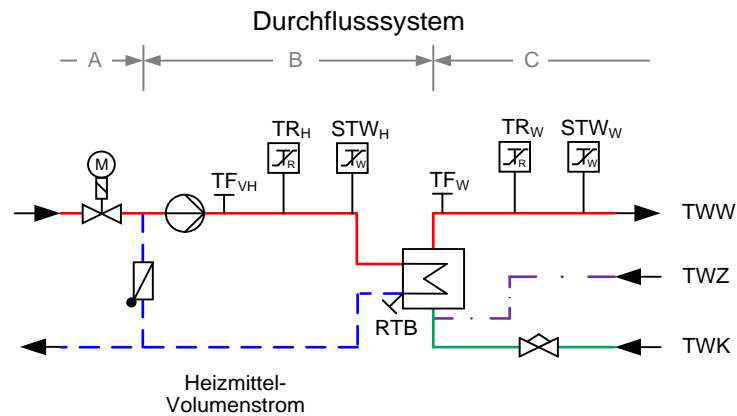 Durchflusssystem
A B C
M
TR_H STW_H TR_W STW_W
R W R W
TF_VH TF_W
TWW
TWZ
RTB
TWK
Heizmittel-
Volumenstrom